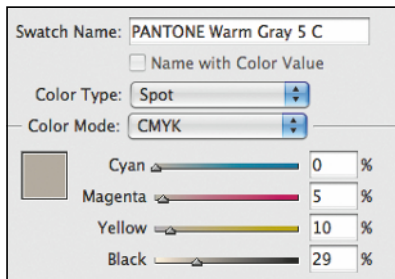 Swatch Name: PANTONE Warm Gray 5 C
Name with Color Value
Color Type: Spot
Color Mode: CMYK
Cyan 0 %
Magenta 5 %
Yellow 10 %
Black 29 %